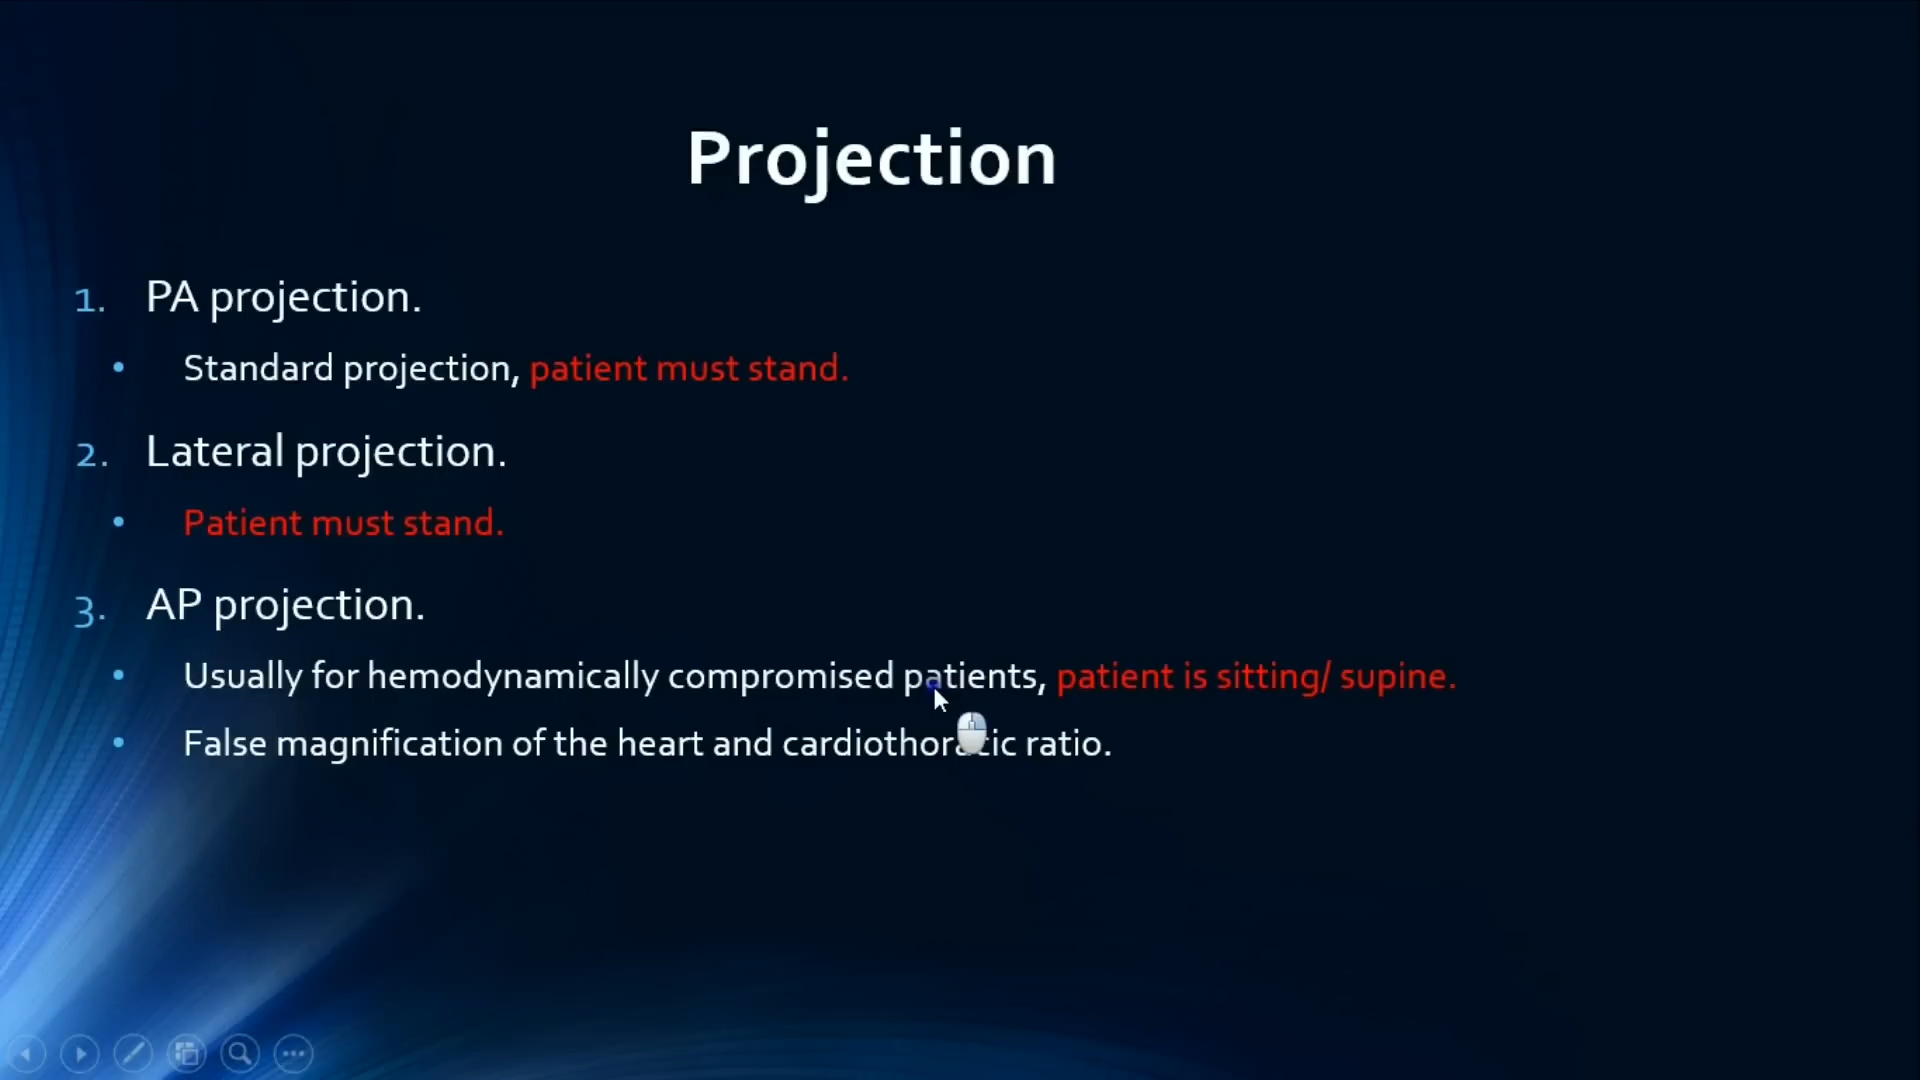 Projection
1. PA projection.
• Standard projection, patient must stand.
2. Lateral projection.
• Patient must stand.
3. AP projection.
• Usually for hemodynamically compromised patients, patient is sitting/ supine.
• False magnification of the heart and cardiothoracic ratio.